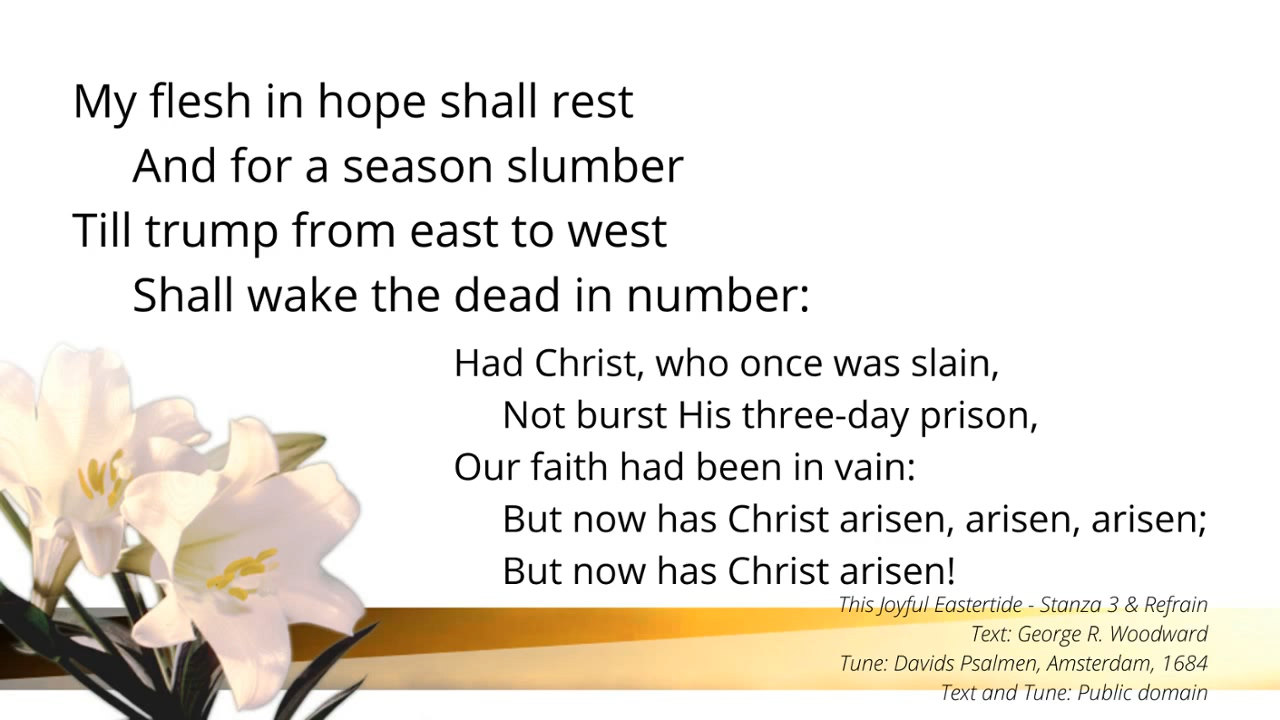 My flesh in hope shall rest
And for a season slumber
Till trump from east to west
Shall wake the dead in number:
Had Christ, who once was slain,
Not burst His three-day prison,
Our faith had been in vain:
But now has Christ arisen, arisen, arisen;
But now has Christ arisen!
This Joyful Eastertide - Stanza 3 & Refrain
Text: George R. Woodward
Tune: Davids Psalmen, Amsterdam, 1684
Text and Tune: Public domain